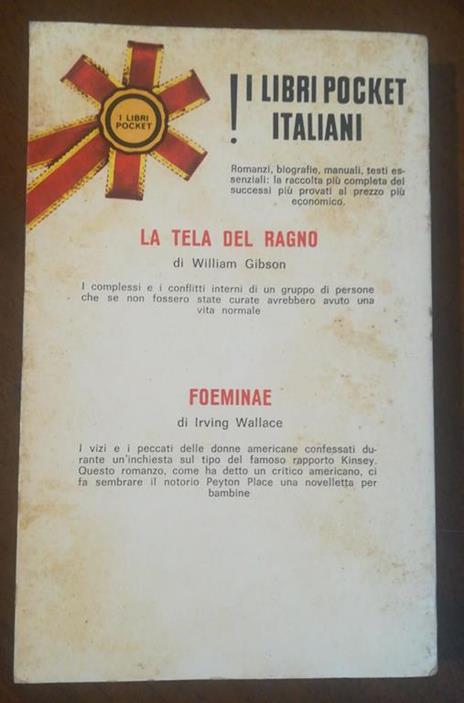 I LIBRI
POCKET
! I LIBRI POCKET
ITALIANI
Romanzi, biografie, manuali, testi es-
senziali: la raccolta più completa dei
successi più provati al prezzo più
economico.
LA TELA DEL RAGNO
di William Gibson
I complessi e i conflitti interni di un gruppo di persone
che se non fossero state curate avrebbero avuto una
vita normale
FOEMINAE
di Irving Wallace
I vizi e i peccati delle donne americane confessati du-
rante un'inchiesta sul tipo del famoso rapporto Kinsey.
Questo romanzo, come ha detto un critico americano, ci
fa sembrare il notorio Peyton Place una novelletta per
bambine